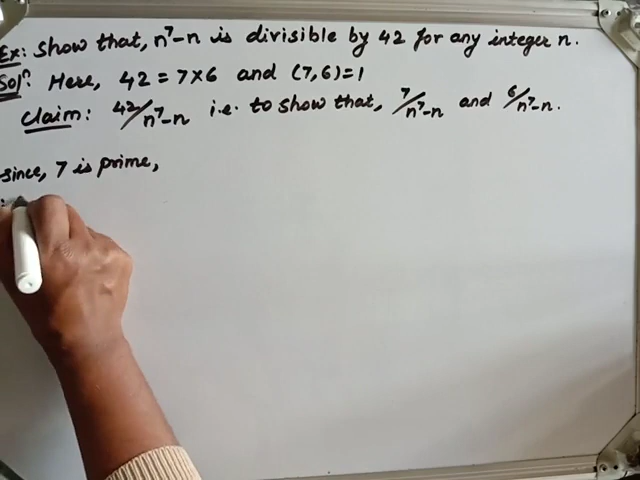 Ex: Show that, n⁷-n is divisible by 42 for any integer n.
Solⁿ: Here, 42 = 7×6 and (7,6)=1
Claim: 42/n⁷-n i.e. to show that, 7/n⁷-n and 6/n⁷-n.
since, 7 is prime,